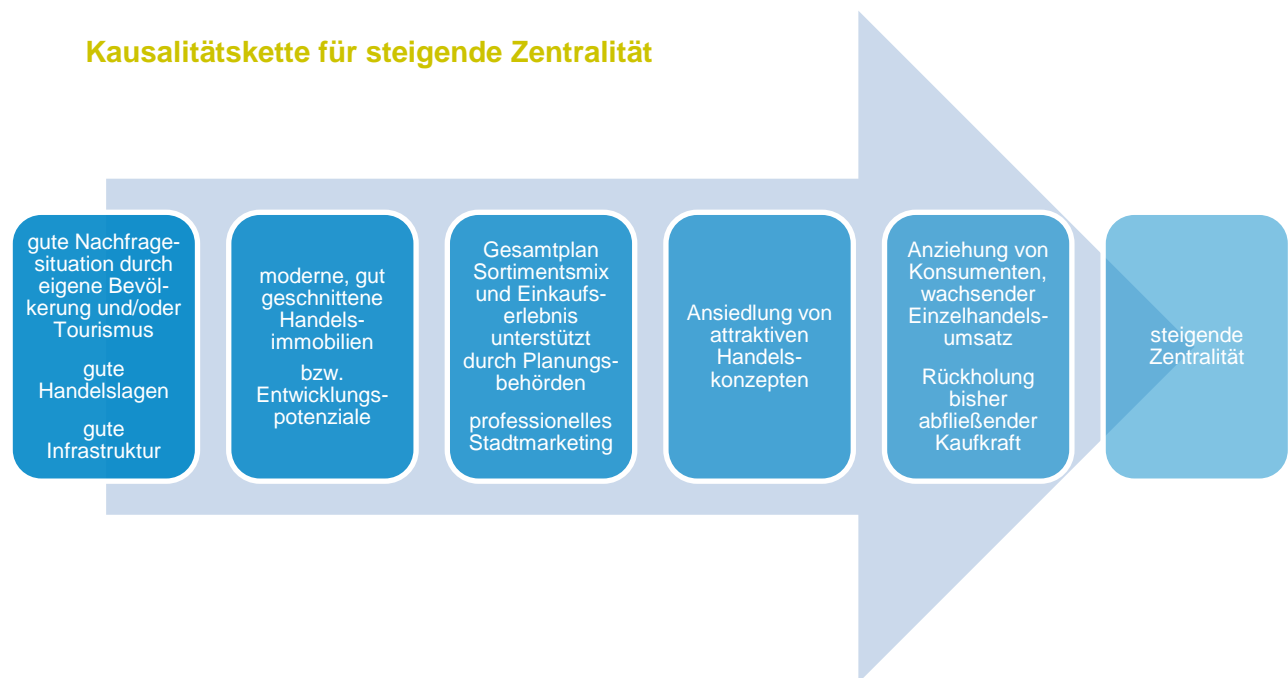 Kausalitätskette für steigende Zentralität
gute Nachfrage-
situation durch
eigene Bevöl-
kerung und/oder
Tourismus
gute
Handelslagen
gute
Infrastruktur
moderne, gut
geschnittene
Handels-
immobilien
bzw.
Entwicklungs-
potenziale
Gesamtplan
Sortimentsmix
und Einkaufs-
erlebnis
unterstützt
durch Planungs-
behörden
professionelles
Stadtmarketing
Ansiedlung von
attraktiven
Handels-
konzepten
Anziehung von
Konsumenten,
wachsender
Einzelhandels-
umsatz
Rückholung
bisher
abfließender
Kaufkraft
steigende
Zentralität